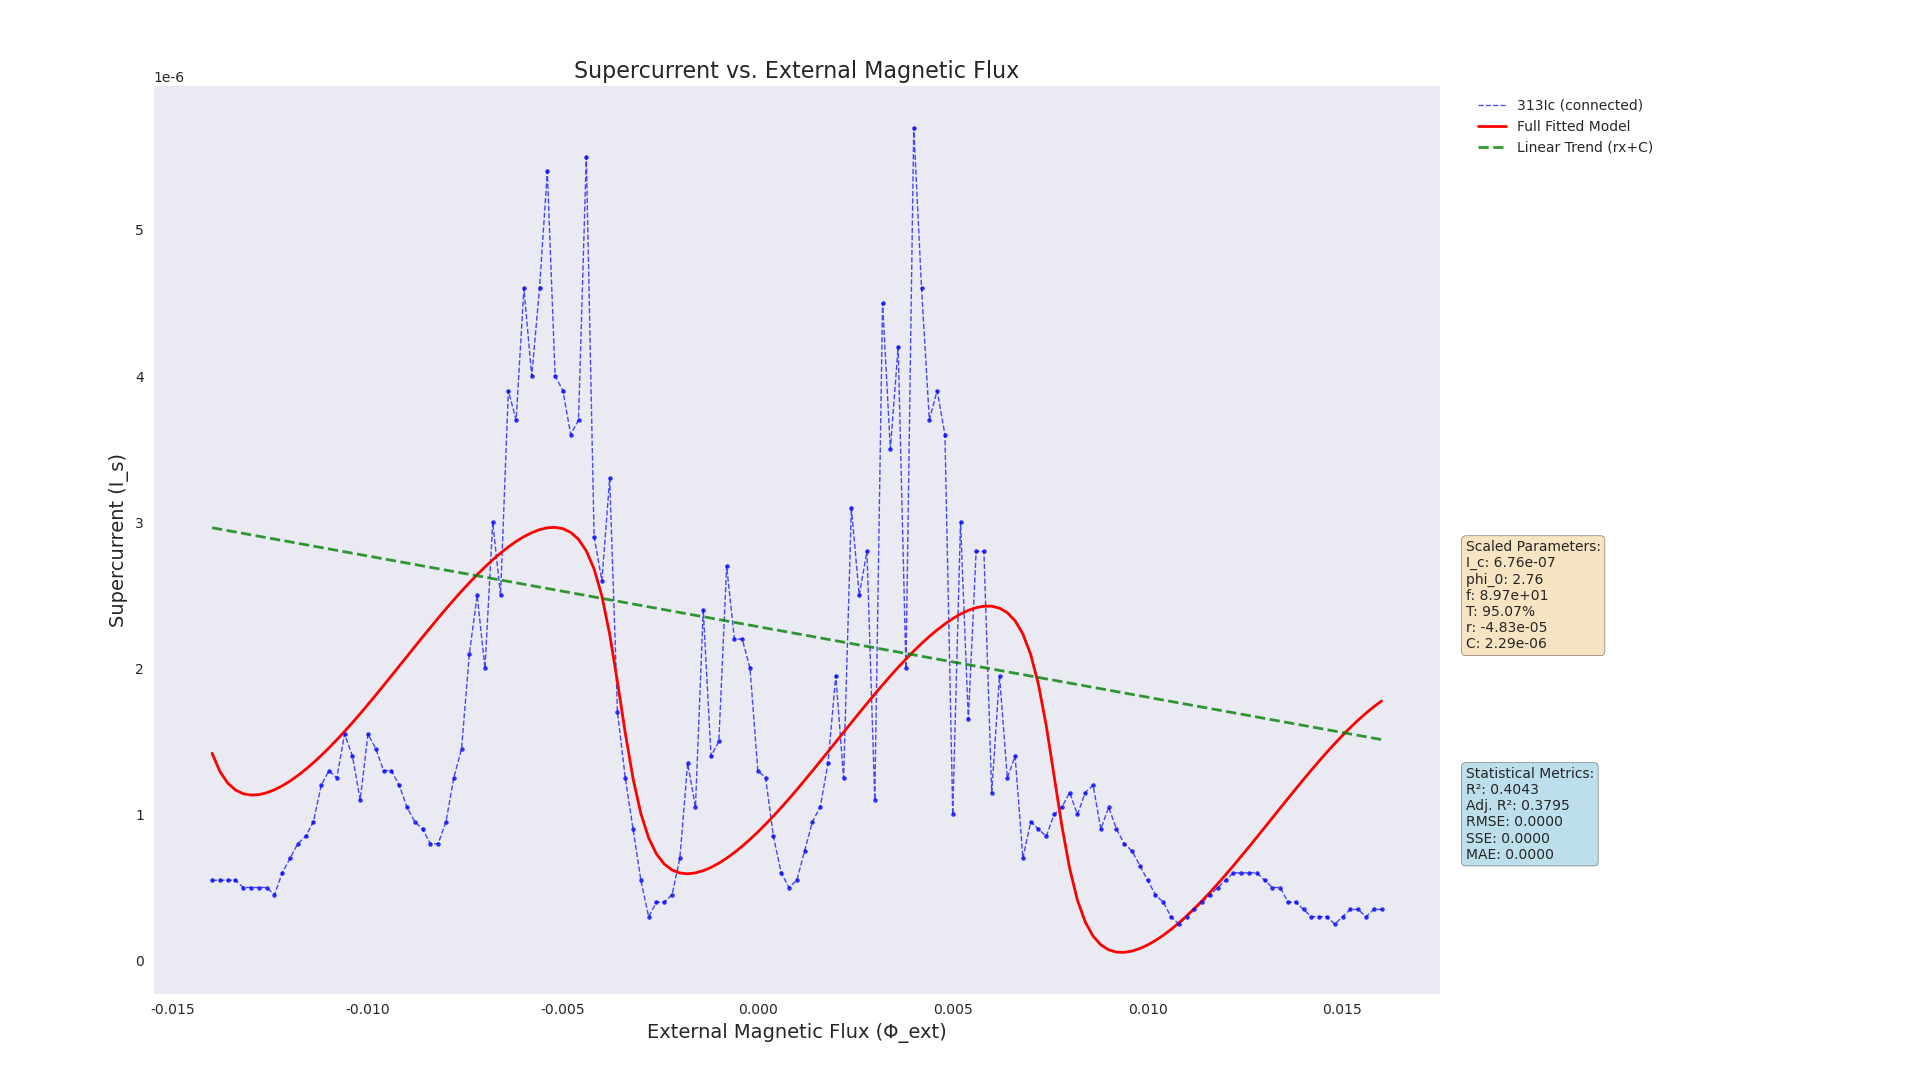 Supercurrent vs. External Magnetic Flux
1e-6
5
4
3
2
1
0
Supercurrent (I_s)
-0.015
-0.010
-0.005
0.000
0.005
0.010
0.015
External Magnetic Flux (Φ_ext)
313Ic (connected)
Full Fitted Model
Linear Trend (rx+C)
Scaled Parameters:
I_c: 6.76e-07
phi_0: 2.76
f: 8.97e+01
T: 95.07%
r: -4.83e-05
C: 2.29e-06
Statistical Metrics:
R²: 0.4043
Adj. R²: 0.3795
RMSE: 0.0000
SSE: 0.0000
MAE: 0.0000